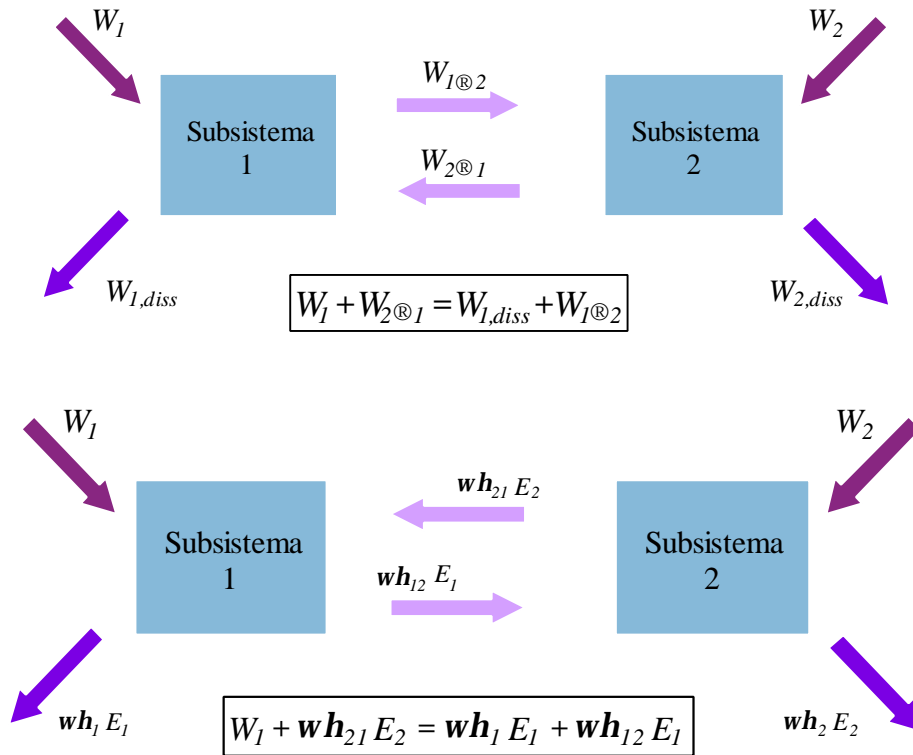 W1 W2
W1®2
Subsistema
1
W2®1
Subsistema
2
W1,diss
W2,diss
W1 + W2®1 = W1,diss + W1®2
W1 W2
wh21 E2
Subsistema
1
wh12 E1
Subsistema
2
wh1 E1
wh2 E2
W1 + wh21 E2 = wh1 E1 + wh12 E1